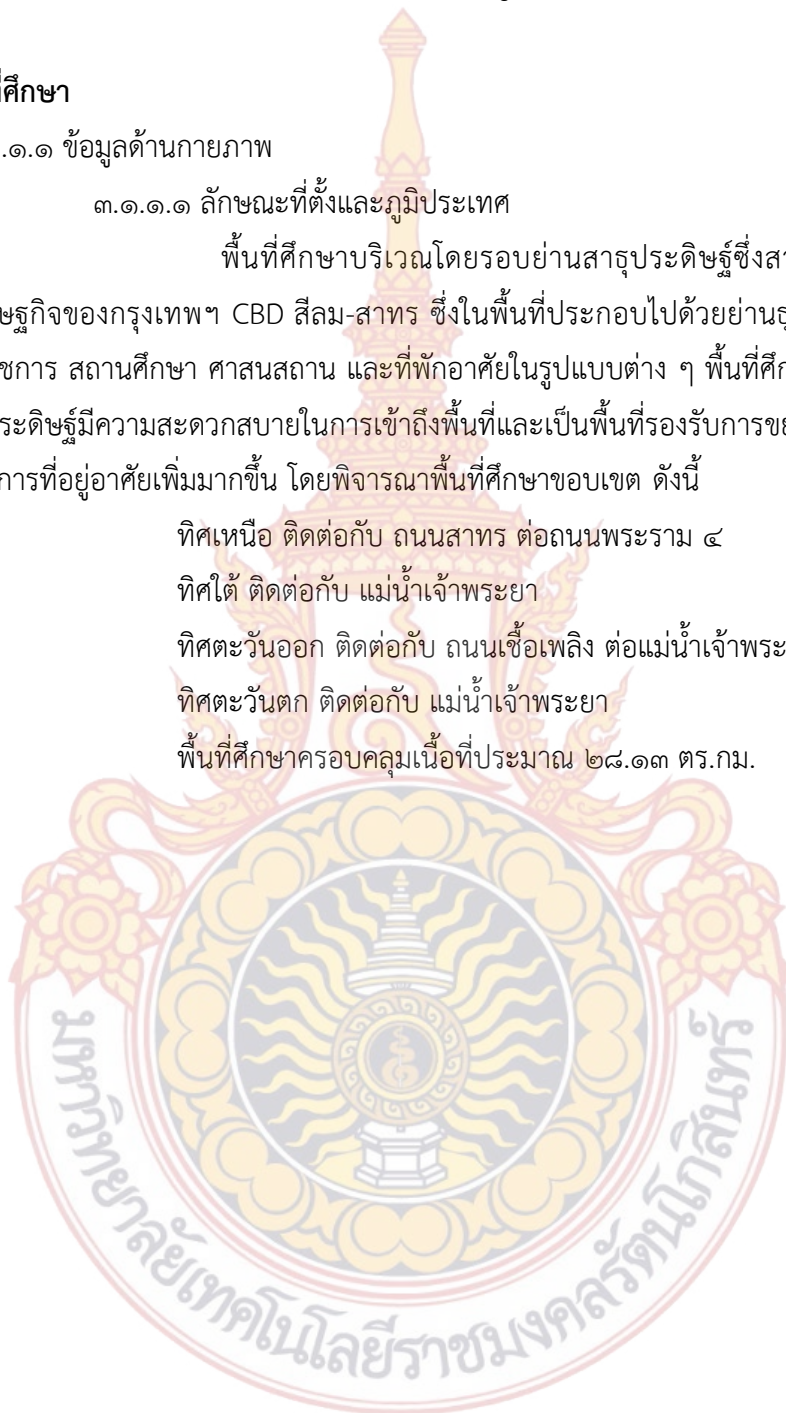 ที่ศึกษา
.๑.๑ ข้อมูลด้านกายภาพ
๓.๑.๑.๑ ลักษณะที่ตั้งและภูมิประเทศ
พื้นที่ศึกษาบริเวณโดยรอบย่านสาธุประดิษฐ์ซึ่งสา
ษฐกิจของกรุงเทพฯ CBD สีลม-สาทร ซึ่งในพื้นที่ประกอบไปด้วยย่านธุ
ชการ สถานศึกษา ศาสนสถาน และที่พักอาศัยในรูปแบบต่าง ๆ พื้นที่ศึก
ระดิษฐ์มีความสะดวกสบายในการเข้าถึงพื้นที่และเป็นพื้นที่รองรับการขย
การที่อยู่อาศัยเพิ่มมากขึ้น โดยพิจารณาพื้นที่ศึกษาขอบเขต ดังนี้
ทิศเหนือ ติดต่อกับ ถนนสาทร ต่อถนนพระราม ๔
ทิศใต้ ติดต่อกับ แม่น้ำเจ้าพระยา
ทิศตะวันออก ติดต่อกับ ถนนเชื้อเพลิง ต่อแม่น้ำเจ้าพระ
ทิศตะวันตก ติดต่อกับ แม่น้ำเจ้าพระยา
พื้นที่ศึกษาครอบคลุมเนื้อที่ประมาณ ๒๘.๑๓ ตร.กม.
มหาวิทยาลัยเทคโนโลยีราชมงคลรัตนโกสินทร์